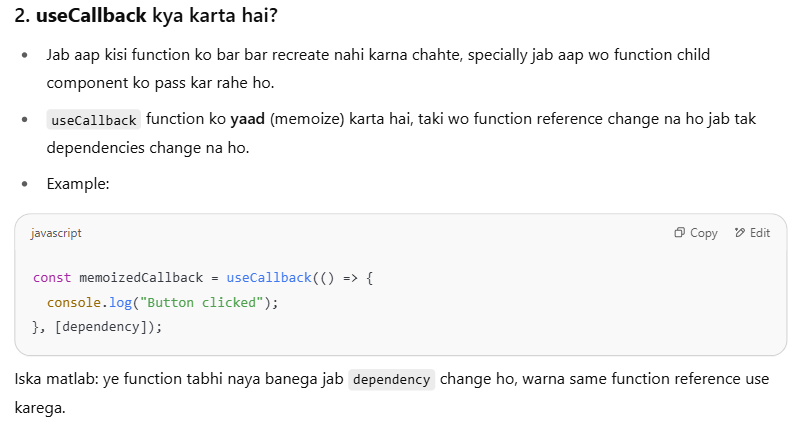 2. useCallback kya karta hai?
• Jab aap kisi function ko bar bar recreate nahi karna chahte, specially jab aap wo function child
component ko pass kar rahe ho.
• useCallback function ko yaad (memoize) karta hai, taki wo function reference change na ho jab tak
dependencies change na ho.
• Example:
javascript
Copy
Edit
const memoizedCallback = useCallback(() => {
  console.log("Button clicked");
}, [dependency]);
Iska matlab: ye function tabhi naya banega jab dependency change ho, warna same function reference use
karega.